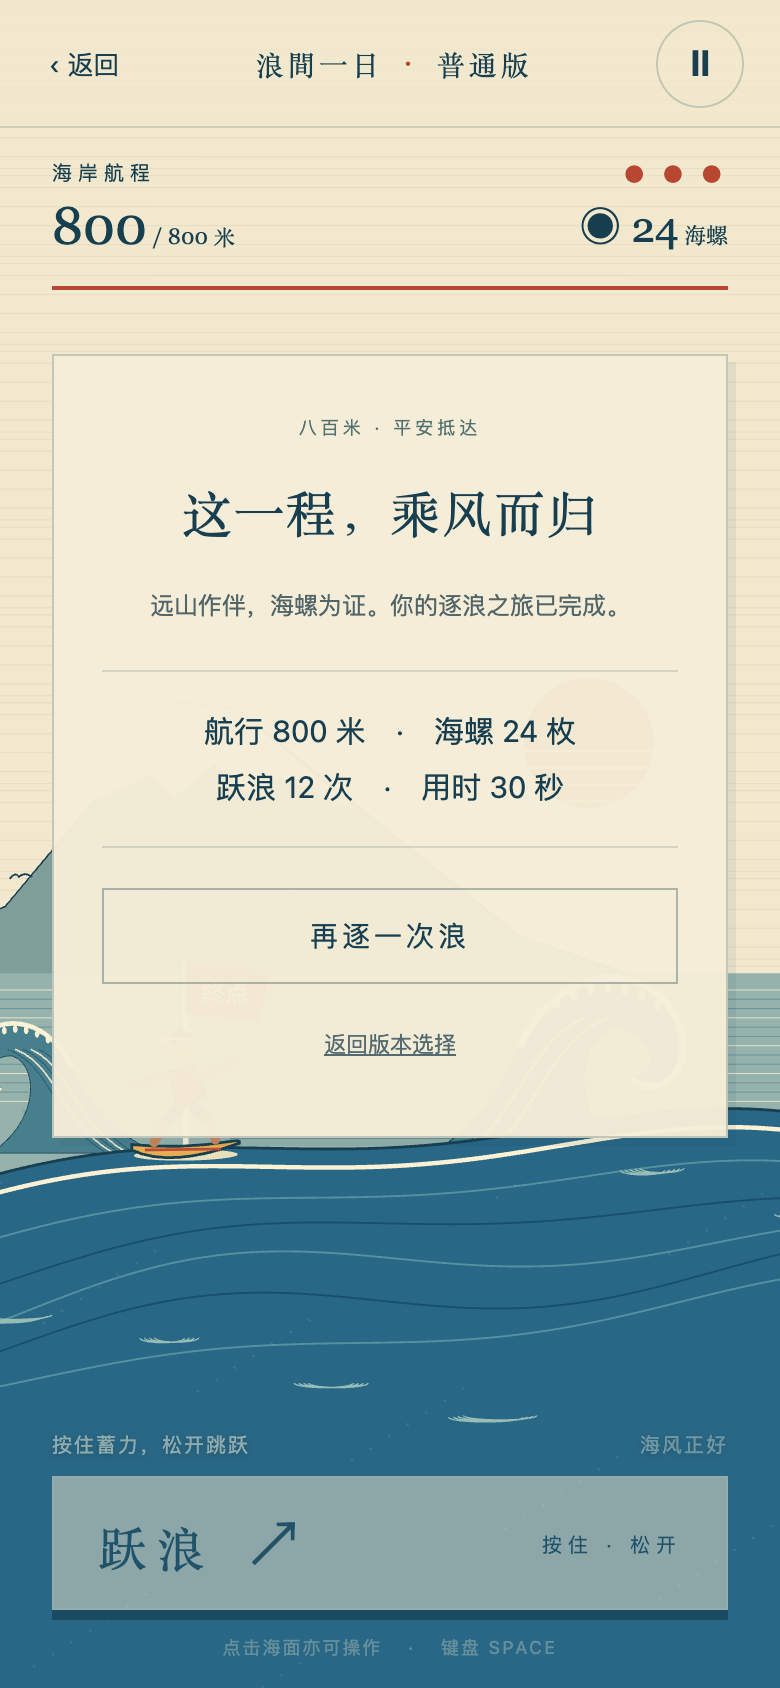 ‹ 返回
浪間一日 · 普通版
海岸航程
800 / 800 米
24 海螺
八百米 · 平安抵达
这一程，乘风而归
远山作伴，海螺为证。你的逐浪之旅已完成。
航行 800 米 · 海螺 24 枚
跃浪 12 次 · 用时 30 秒
再逐一次浪
终点
返回版本选择
按住蓄力，松开跳跃
海风正好
跃浪 ↗
按住 · 松开
点击海面亦可操作 · 键盘 SPACE